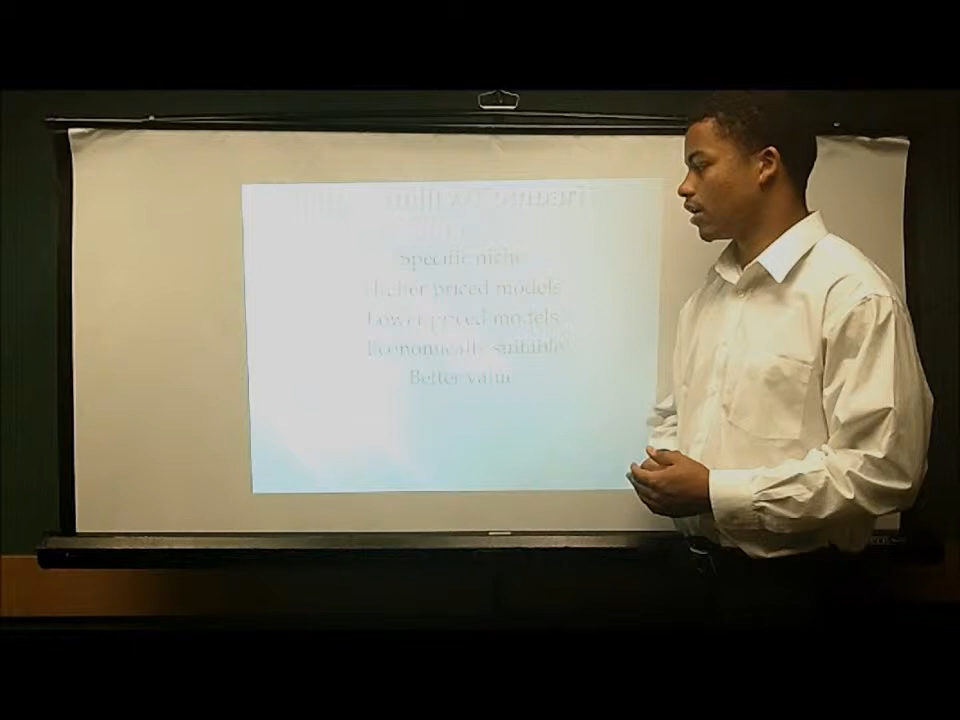 Specific niche
Higher priced models
Lower priced models
Economically suitable
Better value